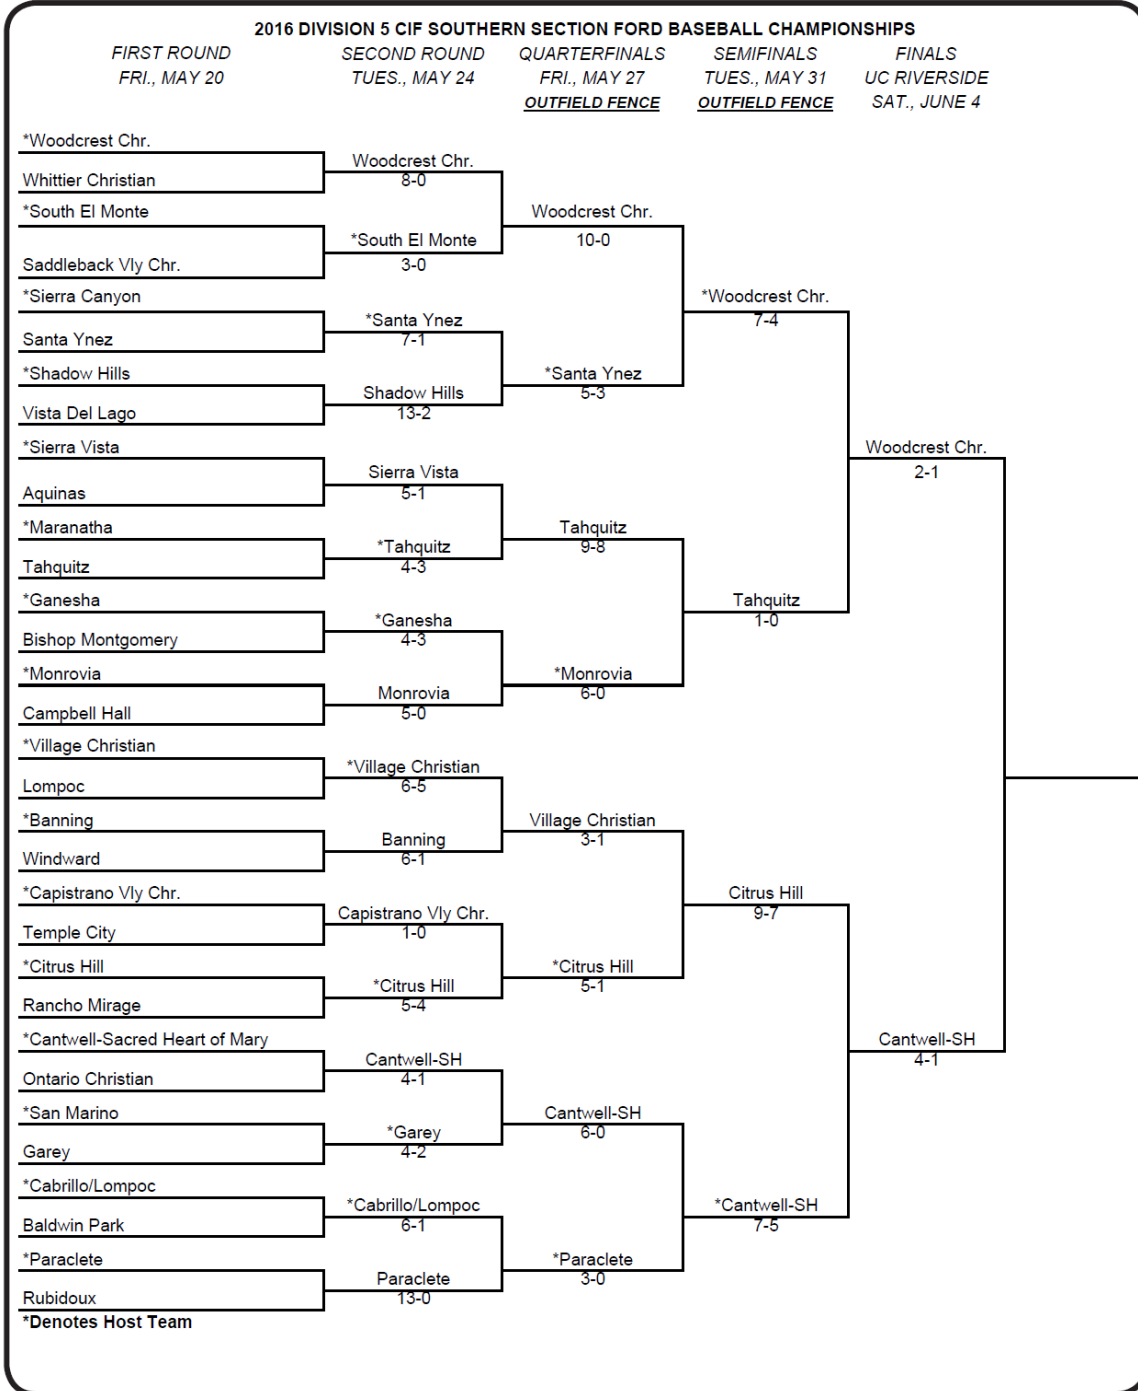 2016 DIVISION 5 CIF SOUTHERN SECTION FORD BASEBALL CHAMPIONSHIPS
FIRST ROUND
FRI., MAY 20
SECOND ROUND
TUES., MAY 24
QUARTERFINALS
FRI., MAY 27
OUTFIELD FENCE
SEMIFINALS
TUES., MAY 31
OUTFIELD FENCE
FINALS
UC RIVERSIDE
SAT., JUNE 4
*Woodcrest Chr.
Whittier Christian
*South El Monte
Saddleback Vly Chr.
*Sierra Canyon
Santa Ynez
*Shadow Hills
Vista Del Lago
*Sierra Vista
Aquinas
*Maranatha
Tahquitz
*Ganesha
Bishop Montgomery
*Monrovia
Campbell Hall
*Village Christian
Lompoc
*Banning
Windward
*Capistrano Vly Chr.
Temple City
*Citrus Hill
Rancho Mirage
*Cantwell-Sacred Heart of Mary
Ontario Christian
*San Marino
Garey
*Cabrillo/Lompoc
Baldwin Park
*Paraclete
Rubidoux
*Denotes Host Team
Woodcrest Chr.
8-0
*South El Monte
3-0
*Santa Ynez
7-1
Shadow Hills
13-2
Sierra Vista
5-1
*Tahquitz
4-3
*Ganesha
4-3
Monrovia
5-0
*Village Christian
6-5
Banning
6-1
Capistrano Vly Chr.
1-0
*Citrus Hill
5-4
Cantwell-SH
4-1
*Garey
4-2
*Cabrillo/Lompoc
6-1
Paraclete
13-0
Woodcrest Chr.
10-0
*Santa Ynez
5-3
Tahquitz
9-8
*Monrovia
6-0
Village Christian
3-1
*Citrus Hill
5-1
Cantwell-SH
6-0
*Paraclete
3-0
*Woodcrest Chr.
7-4
Tahquitz
1-0
Citrus Hill
9-7
*Cantwell-SH
7-5
Woodcrest Chr.
2-1
Cantwell-SH
4-1